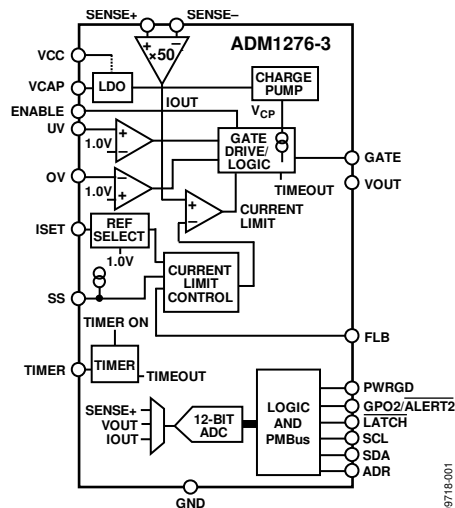 SENSE+ SENSE–
ADM1276-3
VCC
+ –
×50
VCAP
LDO
CHARGE
PUMP
ENABLE
IOUT
VCP
UV
1.0V
+
–
GATE
DRIVE/
LOGIC
GATE
OV
1.0V
–
+
TIMEOUT
VOUT
+
–
CURRENT
LIMIT
ISET
REF
SELECT
1.0V
CURRENT
LIMIT
CONTROL
SS
TIMER ON
FLB
TIMER
TIMER
TIMEOUT
SENSE+
VOUT
IOUT
12-BIT
ADC
LOGIC
AND
PMBus
PWRGD
GPO2/ALERT2
LATCH
SCL
SDA
ADR
GND
9718-001